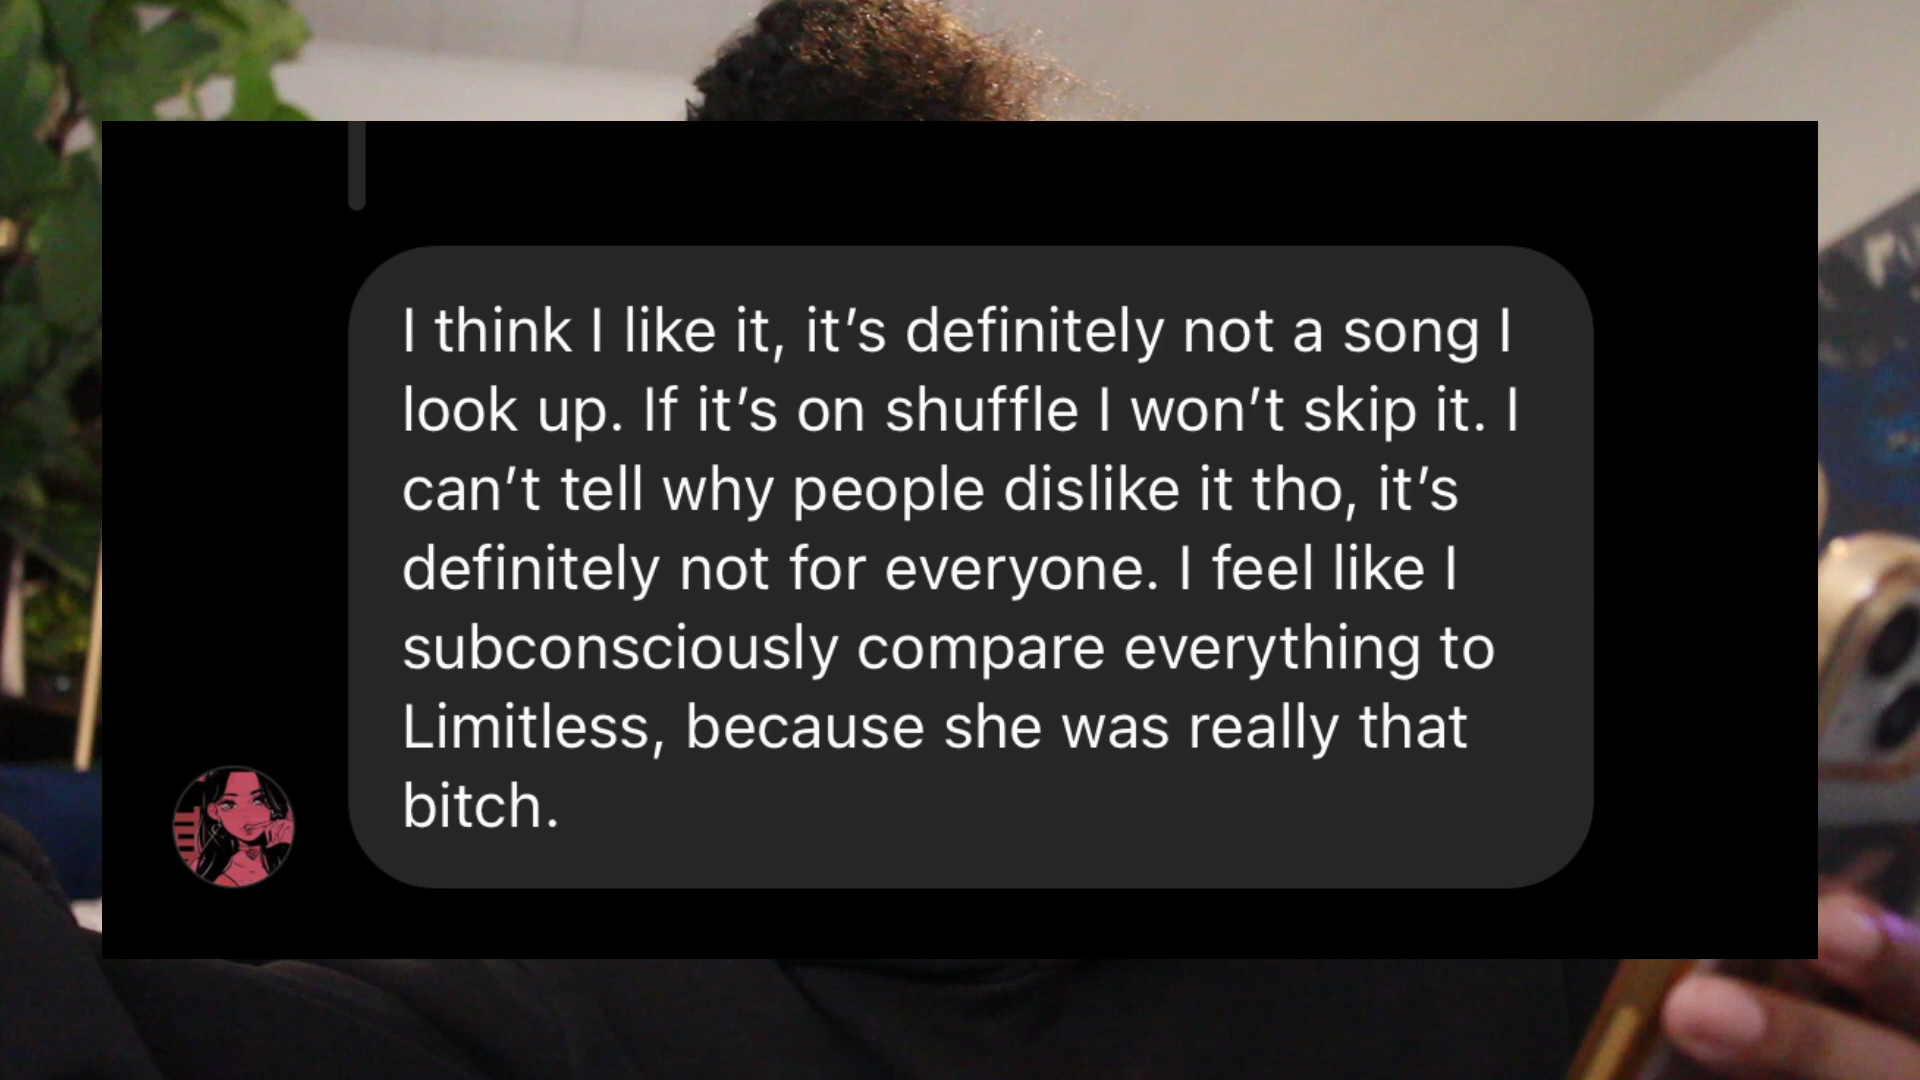 I think I like it, it’s definitely not a song I
look up. If it’s on shuffle I won’t skip it. I
can’t tell why people dislike it tho, it’s
definitely not for everyone. I feel like I
subconsciously compare everything to
Limitless, because she was really that
bitch.